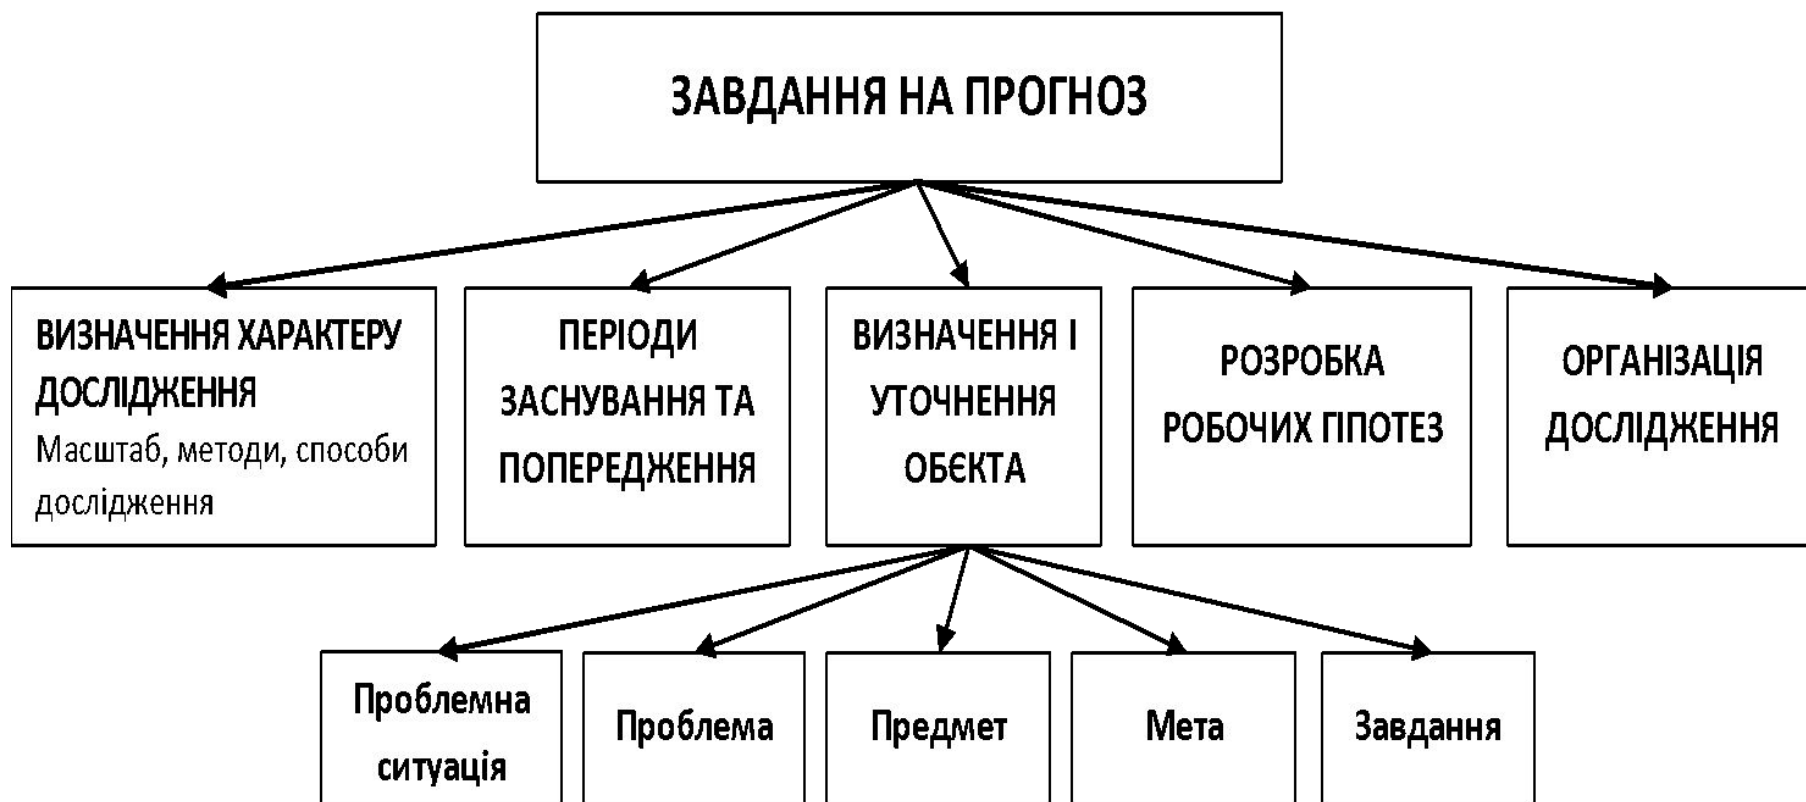 ЗАВДАННЯ НА ПРОГНОЗ
ВИЗНАЧЕННЯ ХАРАКТЕРУ
ДОСЛІДЖЕННЯ
Масштаб, методи, способи
дослідження
ПЕРІОДИ
ЗАСНУВАННЯ ТА
ПОПЕРЕДЖЕННЯ
ВИЗНАЧЕННЯ І
УТОЧНЕННЯ
ОБЄКТА
РОЗРОБКА
РОБОЧИХ ГІПОТЕЗ
ОРГАНІЗАЦІЯ
ДОСЛІДЖЕННЯ
Проблемна
ситуація
Проблема
Предмет
Мета
Завдання